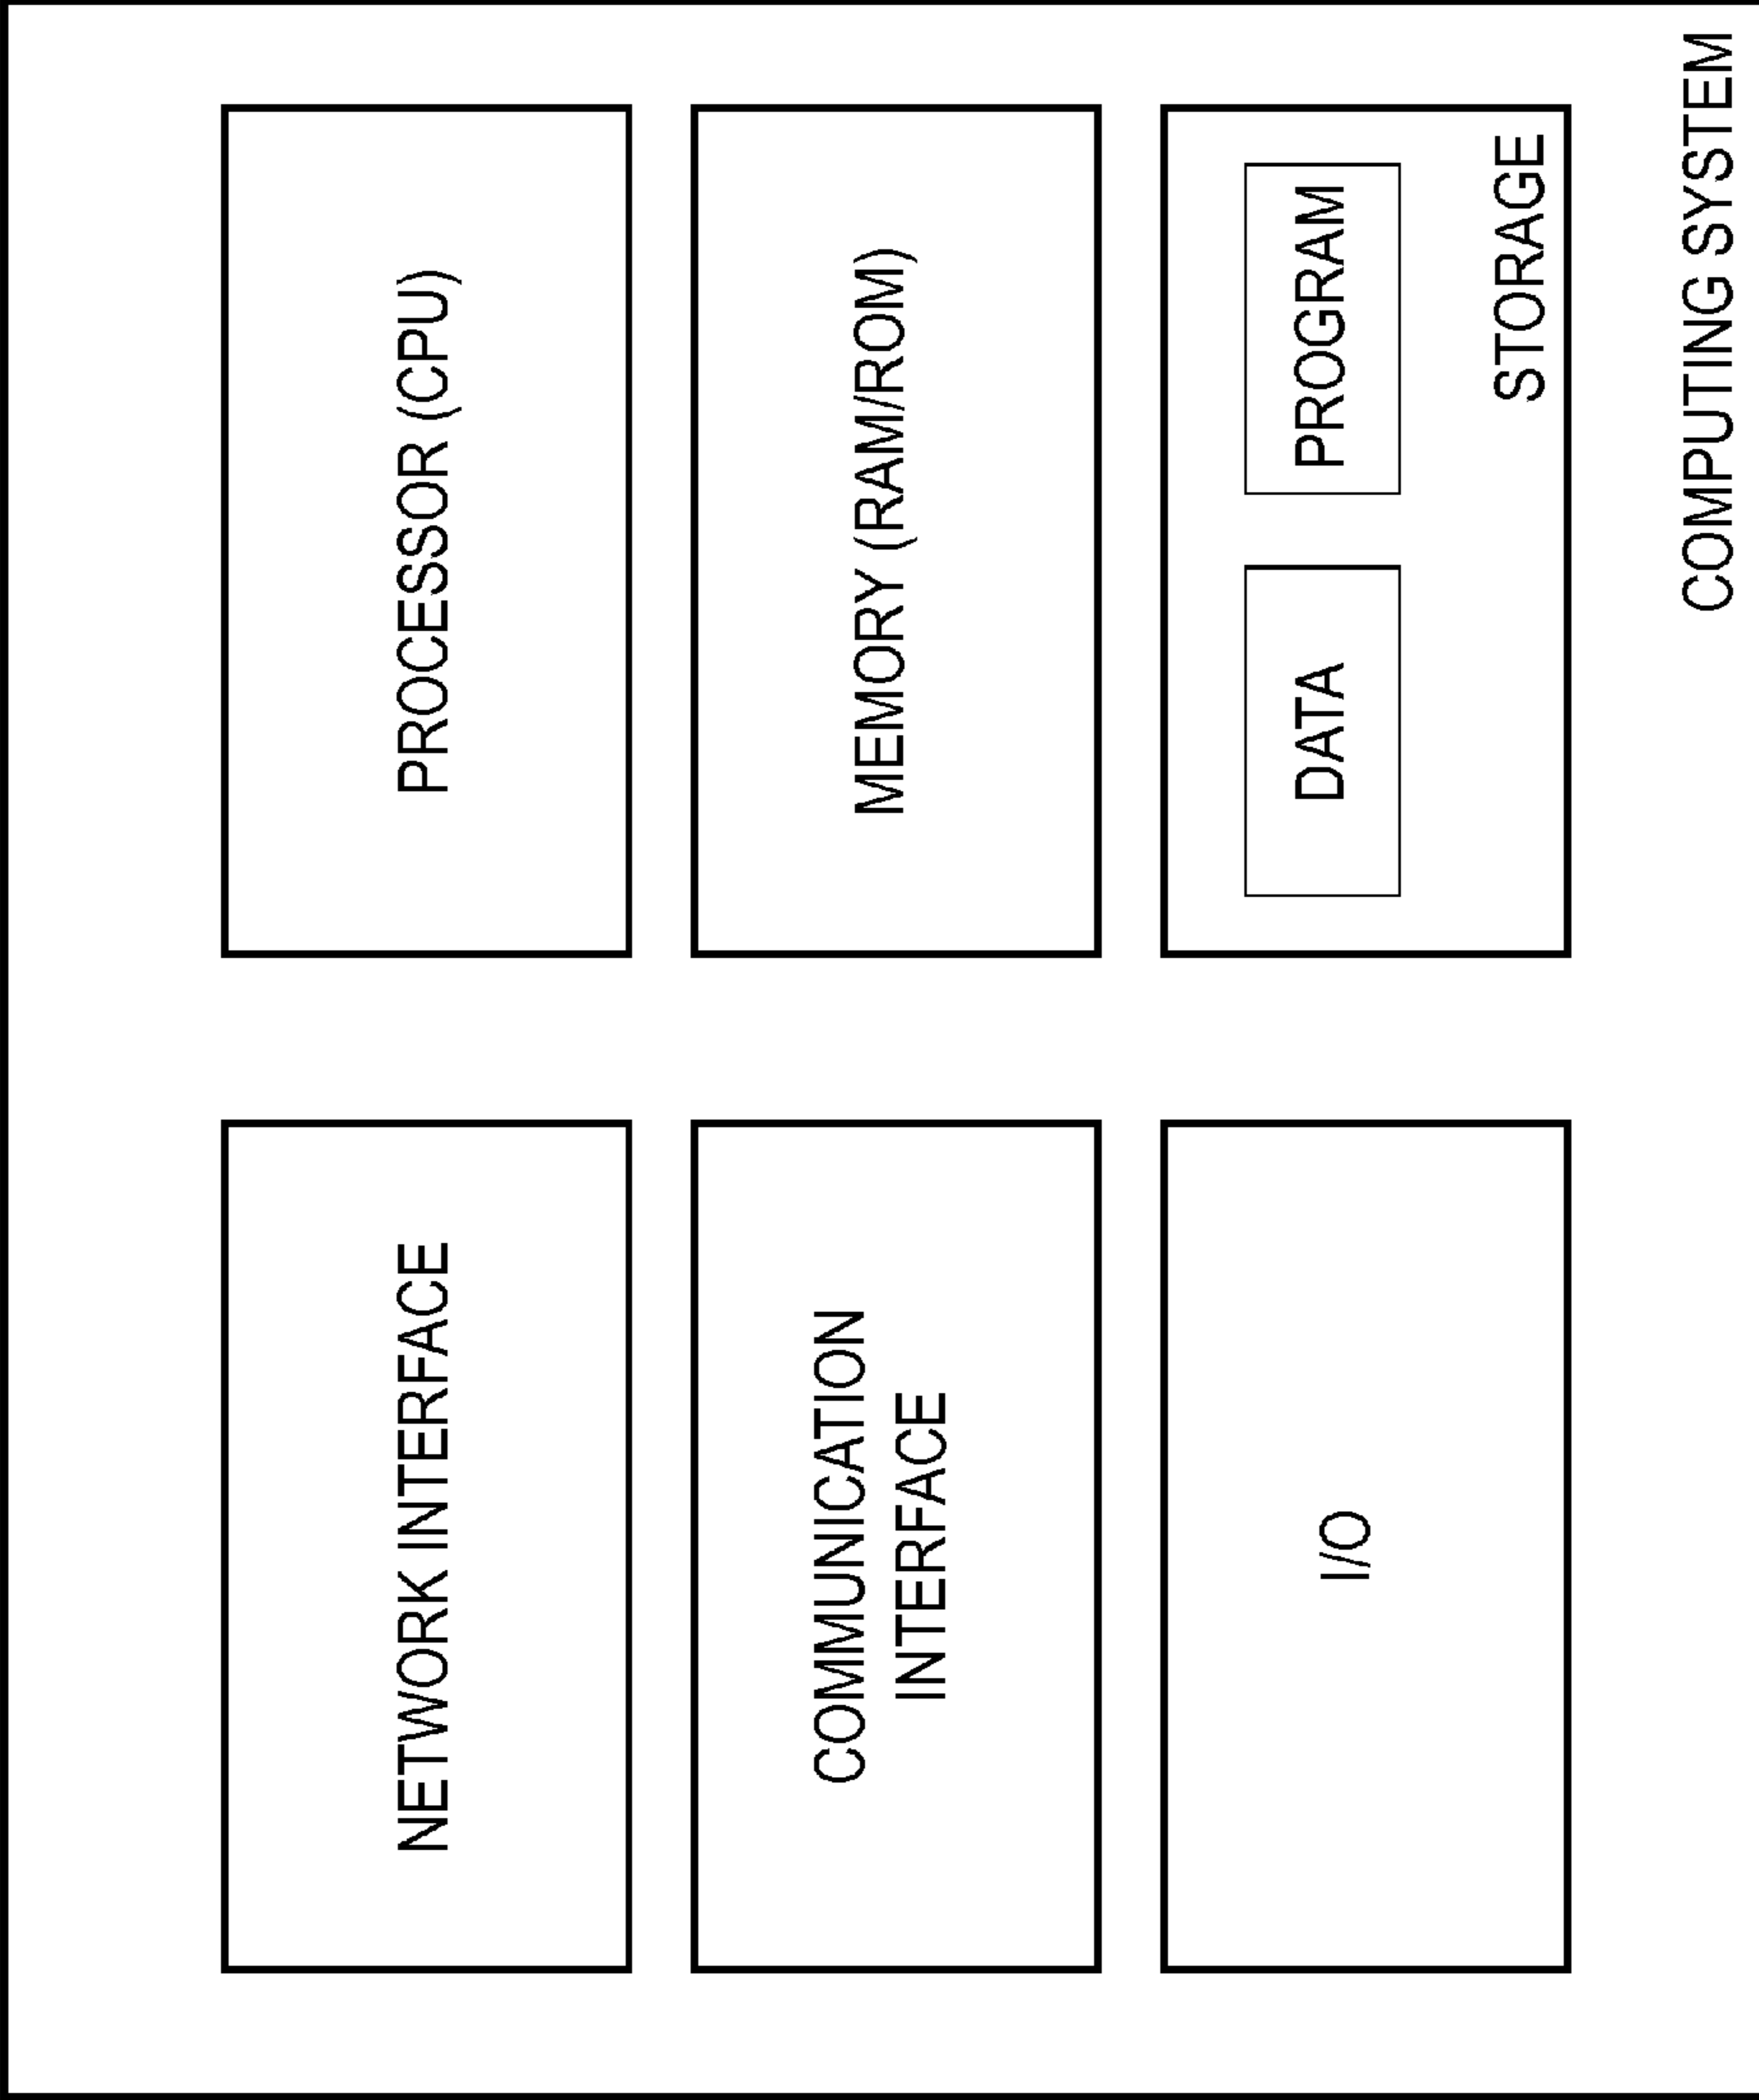 NETWORK INTERFACE
PROCESSOR (CPU)
COMMUNICATION
INTERFACE
MEMORY (RAM/ROM)
I/O
DATA
PROGRAM
STORAGE
COMPUTING SYSTEM